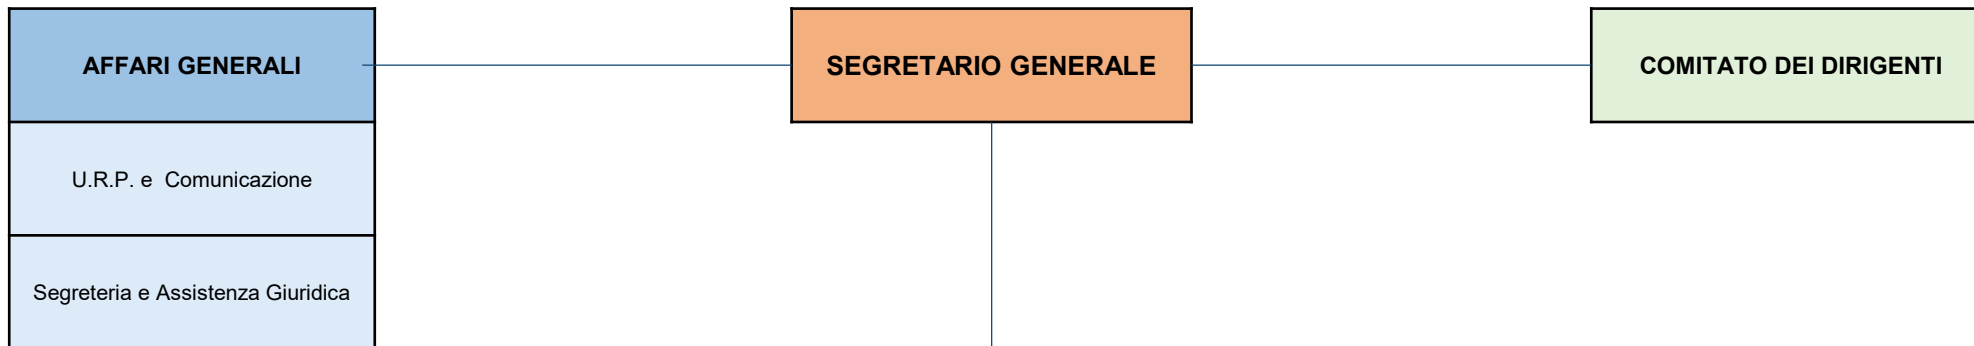 AFFARI GENERALI
SEGRETARIO GENERALE
COMITATO DEI DIRIGENTI
U.R.P. e  Comunicazione
Segreteria e Assistenza Giuridica